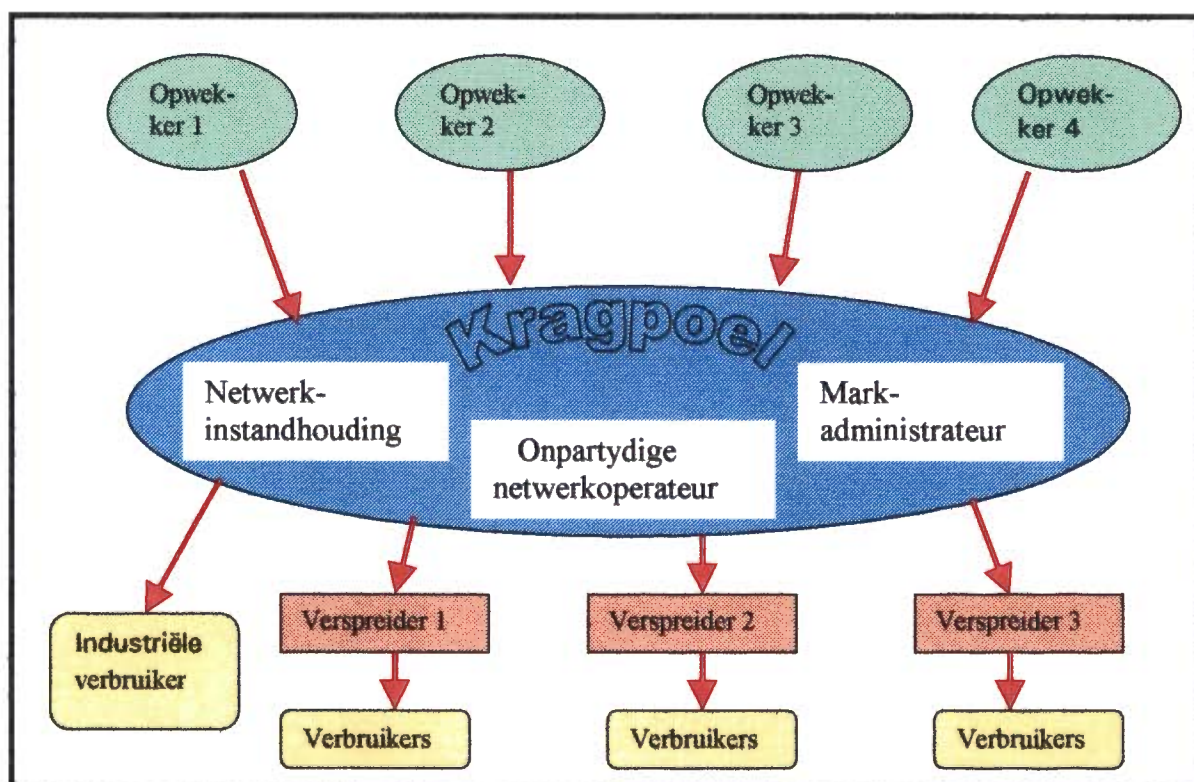 Opwek-
ker 1
Opwek-
ker 2
Opwek-
ker 3
Opwek-
ker 4
Kragpoel
Netwerk-
instandhouding
Onpartydige
netwerkoperateur
Mark-
administrateur
Industriële
verbruiker
Verspreider 1
Verspreider 2
Verspreider 3
Verbruikers
Verbruikers
Verbruikers